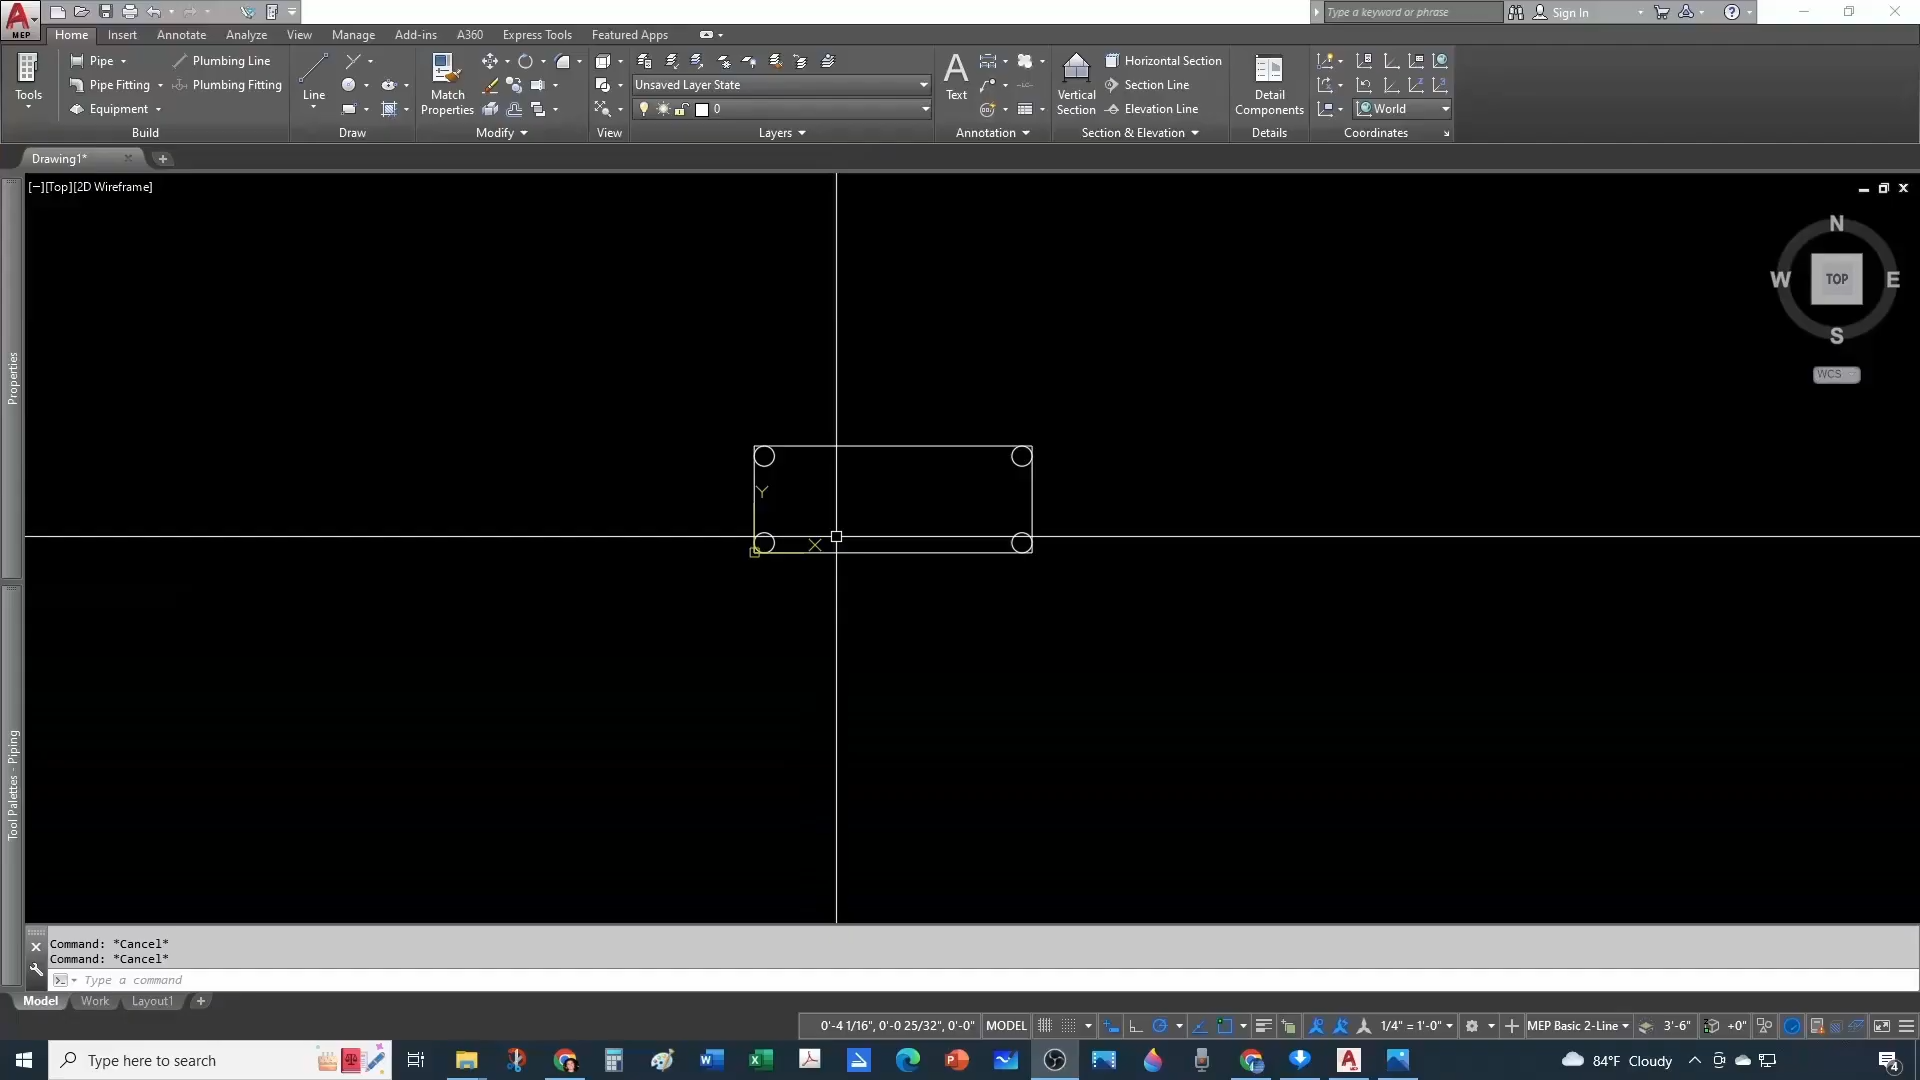 MEP
Type a keyword or phrase
Sign In
Home Insert Annotate Analyze View Manage Add-ins A360 Express Tools Featured Apps
Tools
Pipe Plumbing Line
Pipe Fitting Plumbing Fitting
Equipment
Build
Line
Draw
Match
Properties
Modify
View
Unsaved Layer State
0
Layers
Text
Annotation
Vertical
Section
Horizontal Section
Section Line
Elevation Line
Section & Elevation
Detail
Components
Details
World
Coordinates
Drawing1*
[−][Top][2D Wireframe]
N
W TOP E
S
WCS
Properties
Y
X
Tool Palettes - Piping
Command: *Cancel*
Command: *Cancel*
Type a command
Model Work Layout1
0'-4 1/16", 0'-0 25/32", 0'-0" MODEL 1/4" = 1'-0" MEP Basic 2-Line 3'-6" +0"
Type here to search
84°F Cloudy
4